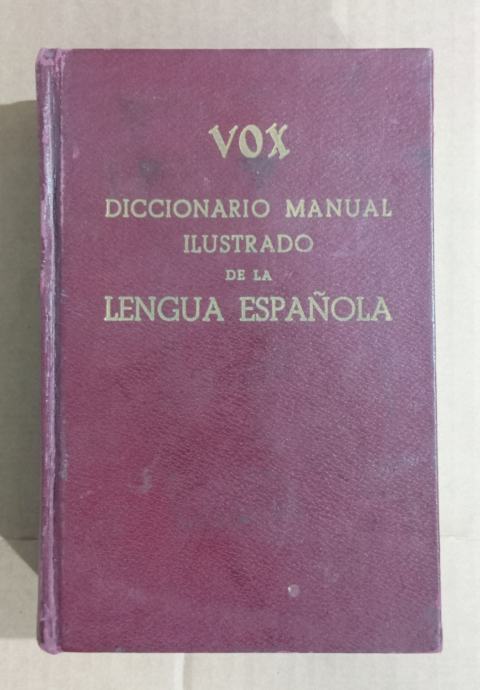 VOX
DICCIONARIO MANUAL
ILUSTRADO
DE LA
LENGUA ESPAÑOLA